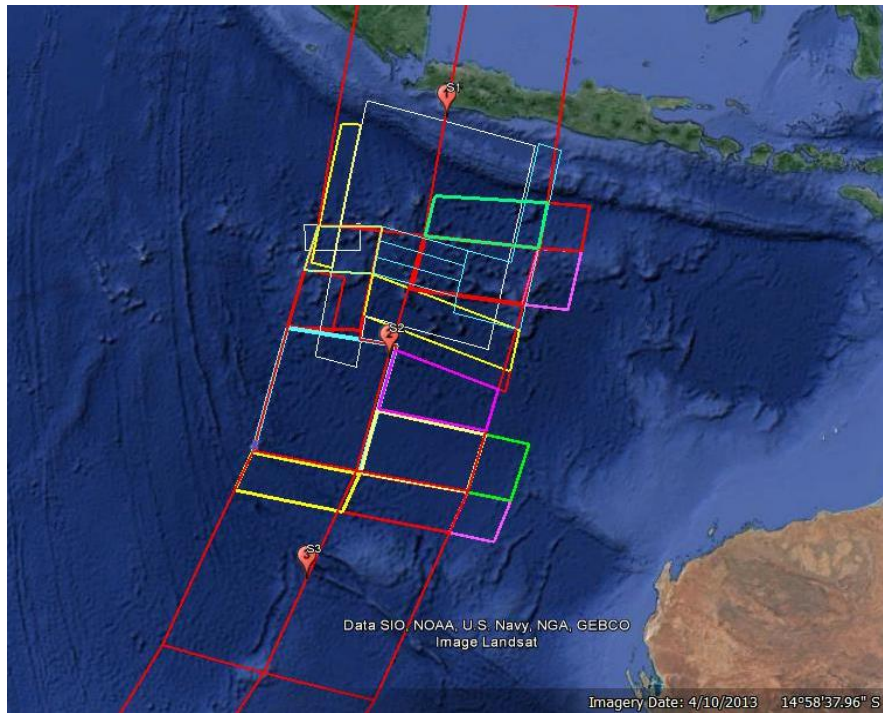 S1
S2
S3
Data SIO, NOAA, U.S. Navy, NGA, GEBCO
Image Landsat
Imagery Date: 4/10/2013 14°58'37.96" S